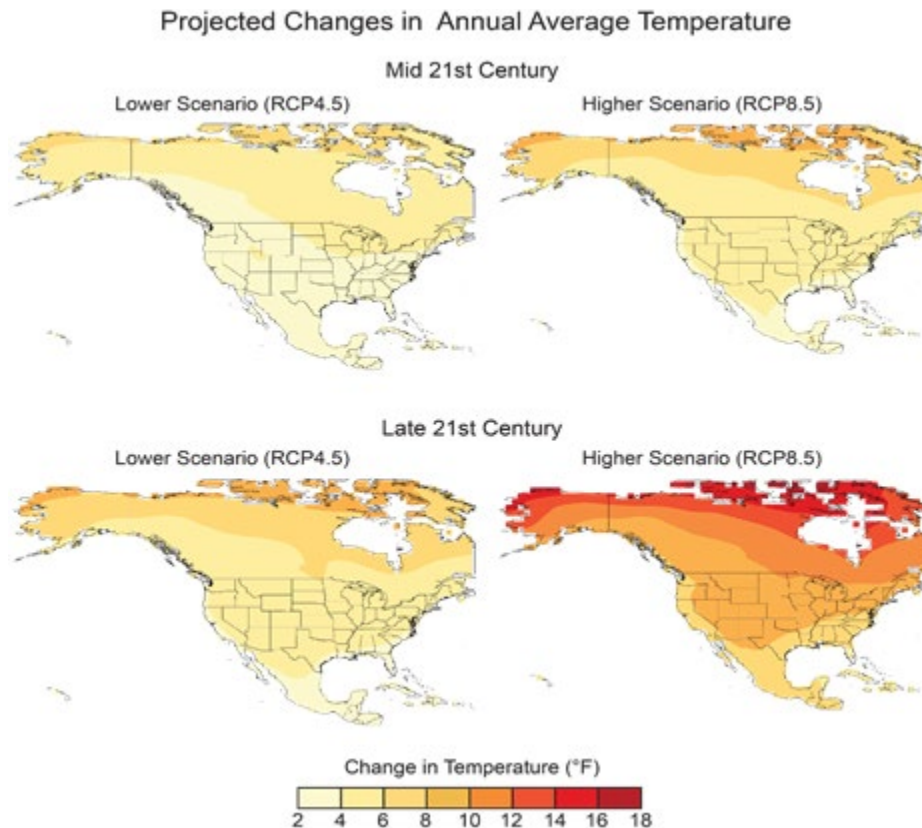 Projected Changes in Annual Average Temperature
Mid 21st Century
Lower Scenario (RCP4.5)
Higher Scenario (RCP8.5)
Late 21st Century
Lower Scenario (RCP4.5)
Higher Scenario (RCP8.5)
Change in Temperature (°F)
2 4 6 8 10 12 14 16 18